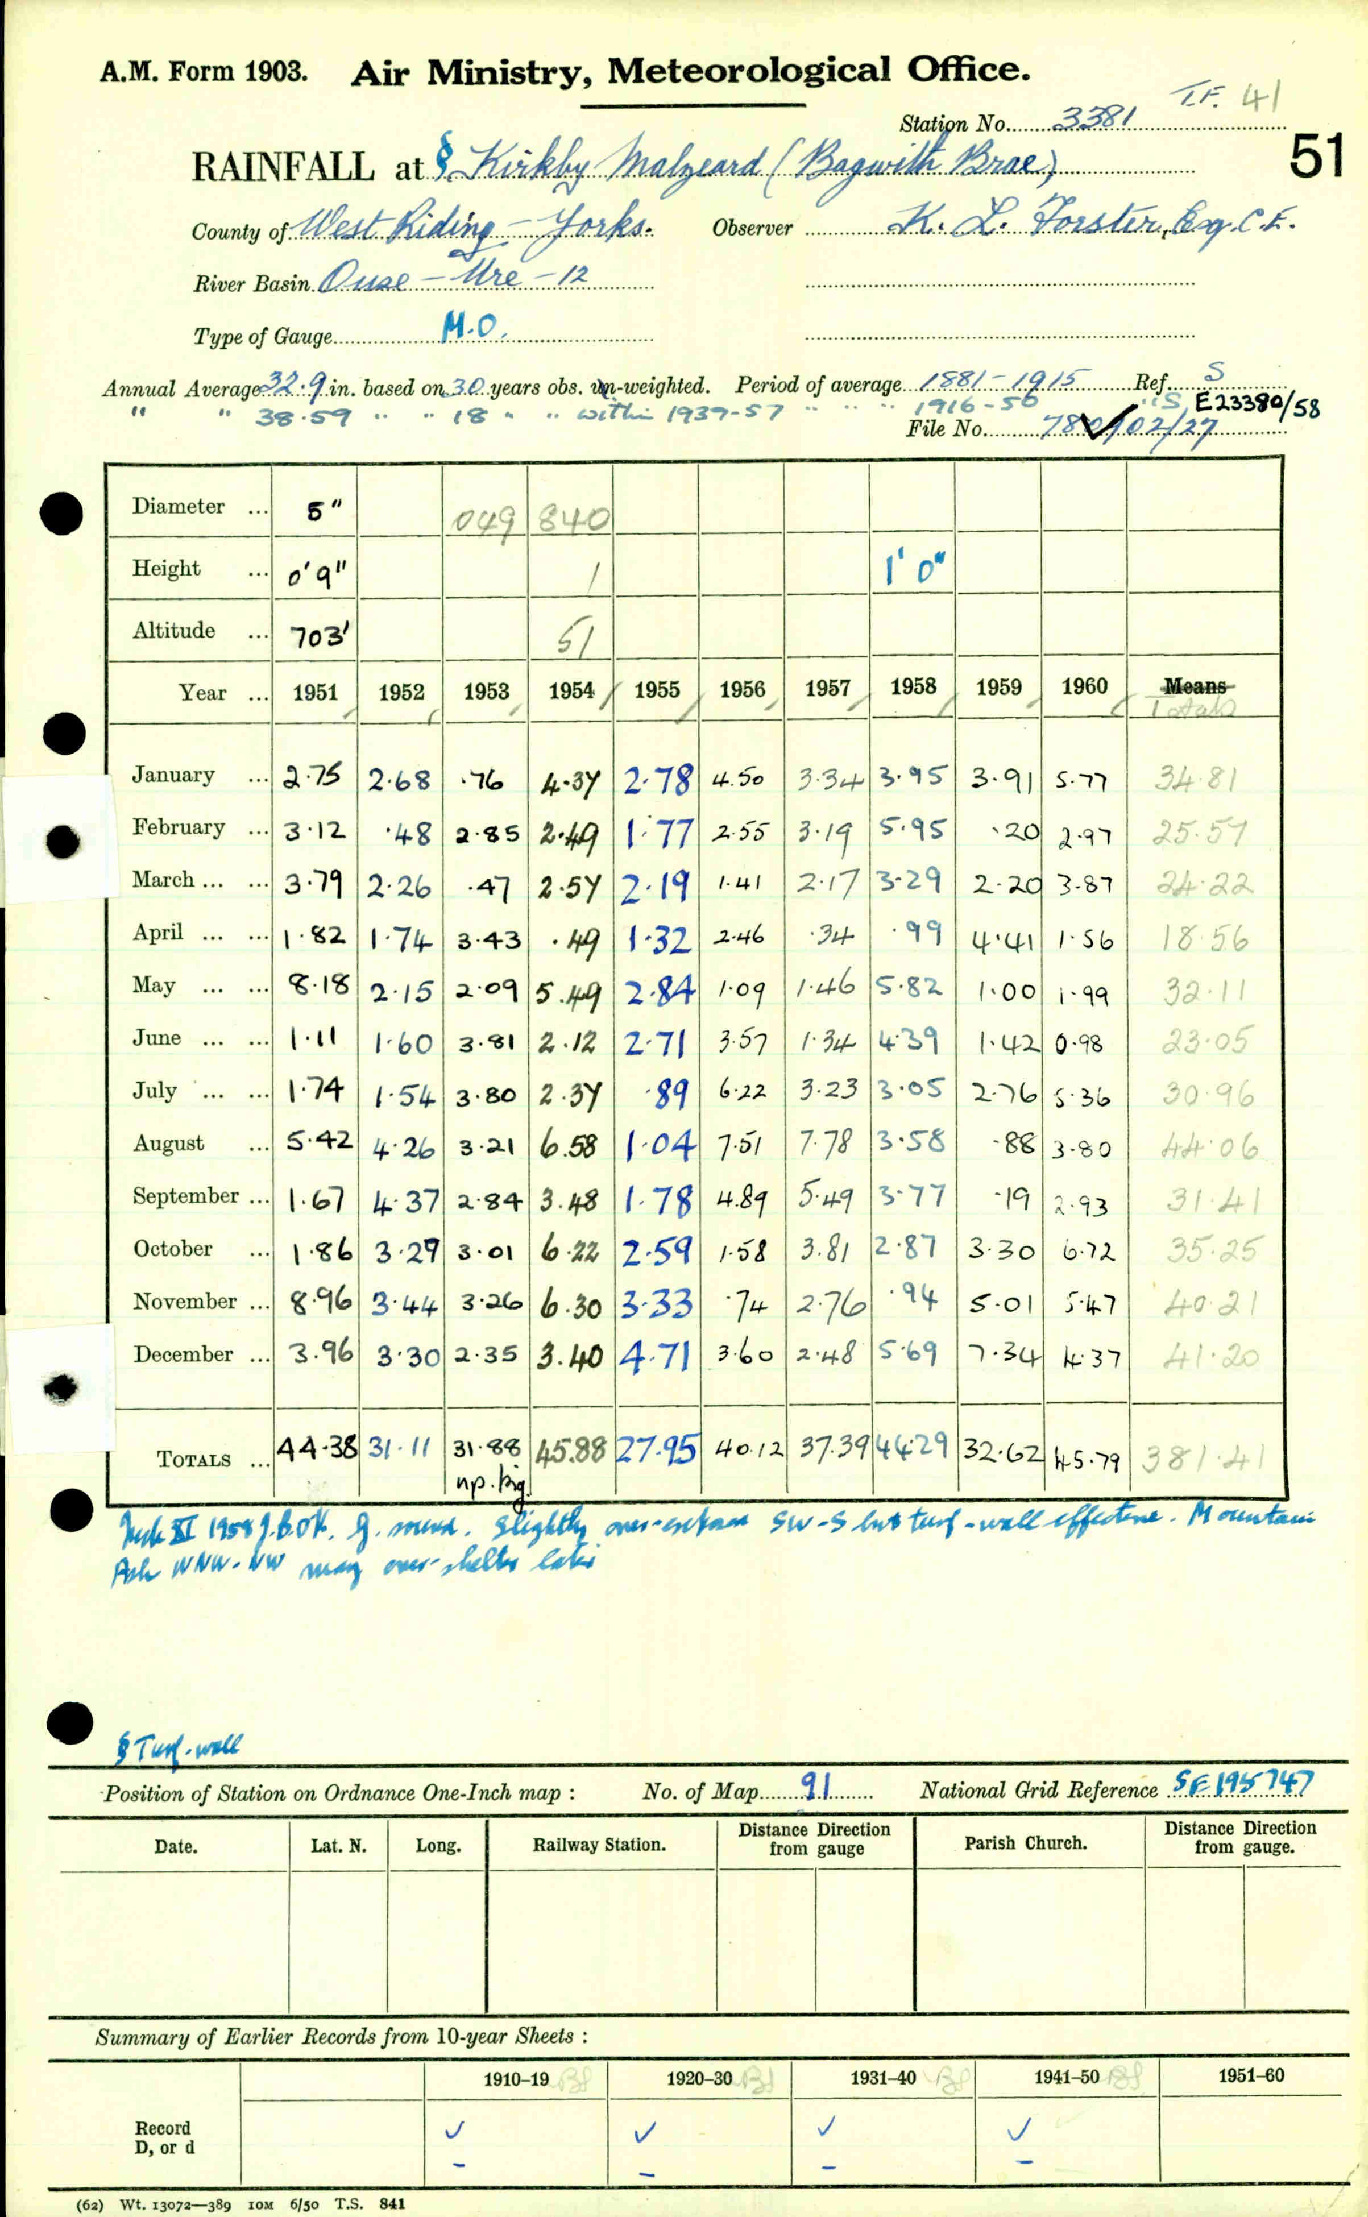 A.M. Form 1903. Air Ministry, Meteorological Office.
T.F. 41
Station No. 3381
51
RAINFALL at § Kirkby Malzeard (Bagwith Brae)
County of West Riding - Yorks. Observer K. L. Forster, Esq. C.E.
River Basin Ouse - Ure - 12
Type of Gauge M.O.
Annual Average 32.9 in. based on 30 years obs. un-weighted. Period of average 1881-1915 Ref. S
" " 38.59 " " 18 " " within 1939-57 " " " 1916-50 " S, E23380/58
File No. 780102/27
Diameter ... 5" 049 840
Height ... 0' 9" 1 1' 0"
Altitude ... 703' 51
Year ... 1951 1952 1953 1954 1955 1956 1957 1958 1959 1960 Means
Totals
January ... 2.75 2.68 .76 4.37 2.78 4.50 3.34 3.95 3.91 5.77 34.81
February ... 3.12 .48 2.85 2.49 1.77 2.55 3.19 5.95 .20 2.97 25.57
March ... ... 3.79 2.26 .47 2.57 2.19 1.41 2.17 3.29 2.20 3.87 24.22
April ... ... 1.82 1.74 3.43 .49 1.32 2.46 .34 .99 4.41 1.56 18.56
May ... ... 8.18 2.15 2.09 5.49 2.84 1.09 1.46 5.82 1.00 1.99 32.11
June ... ... 1.11 1.60 3.81 2.12 2.71 3.57 1.34 4.39 1.42 0.98 23.05
July ... ... 1.74 1.54 3.80 2.37 .89 6.22 3.23 3.05 2.76 5.36 30.96
August ... 5.42 4.26 3.21 6.58 1.04 7.51 7.78 3.58 .88 3.80 44.06
September ... 1.67 4.37 2.84 3.48 1.78 4.89 5.49 3.77 .19 2.93 31.41
October ... 1.86 3.29 3.01 6.22 2.59 1.58 3.81 2.87 3.30 6.72 35.25
November ... 8.96 3.44 3.26 6.30 3.33 .74 2.76 .94 5.01 5.47 40.21
December ... 3.96 3.30 2.35 3.40 4.71 3.60 2.48 5.69 7.34 4.37 41.20
TOTALS ... 44.38 31.11 31.88 45.88 27.95 40.12 37.39 44.29 32.62 45.79 381.41
np. big
XI 1958 J.B. OK. g. round. Slightly over-exposed SW-S but turf-wall effective. Mountain
Ash WNW-NW may over-shelter later
§ Turf-wall
Position of Station on Ordnance One-Inch map : No. of Map 91 National Grid Reference SE 195747
Date. Lat. N. Long. Railway Station. Distance Direction from gauge Parish Church. Distance Direction from gauge.
Summary of Earlier Records from 10-year Sheets :
1910-19 1920-30 1931-40 1941-50 1951-60
Record
D, or d
(62) Wt. 13072—389 10M 6/50 T.S. 841